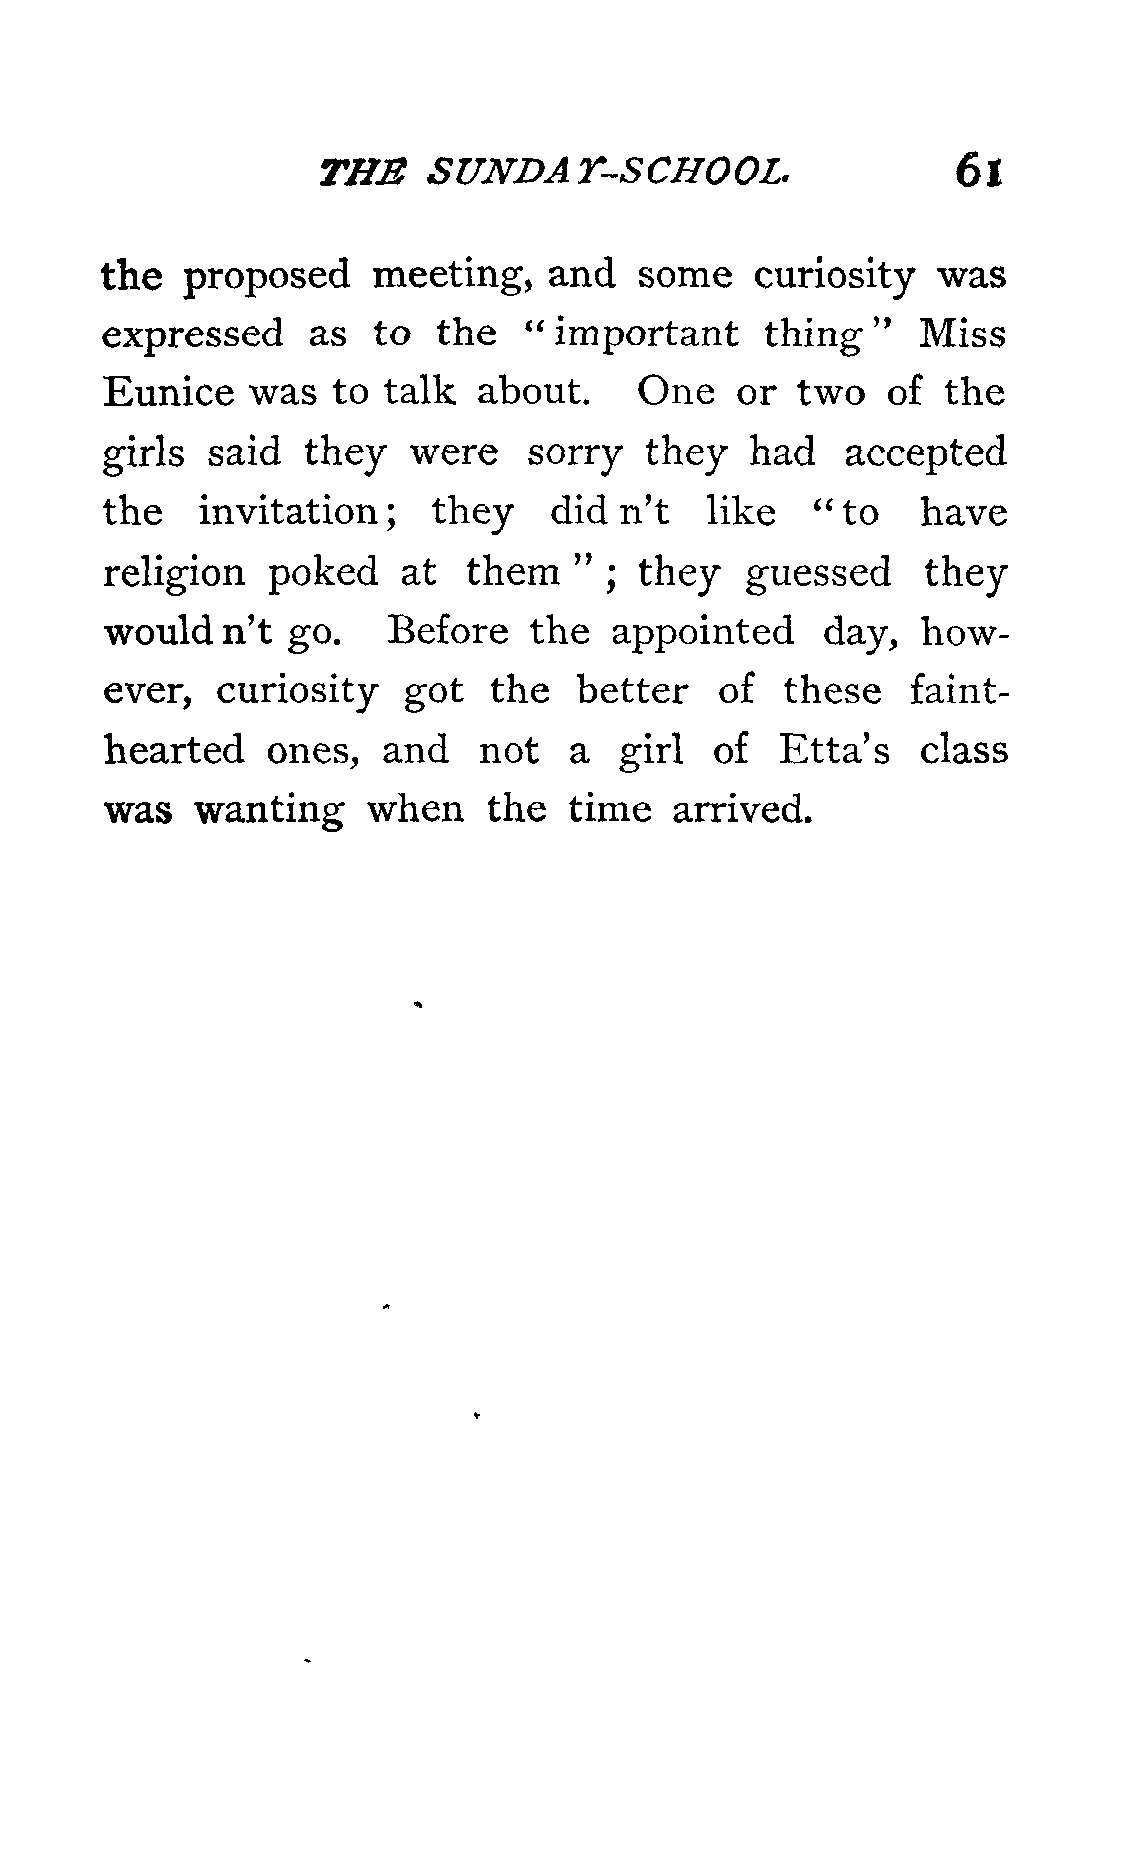 THE SUNDAY-SCHOOL. 61
the proposed meeting, and some curiosity was
expressed as to the “important thing” Miss
Eunice was to talk about. One or two of the
girls said they were sorry they had accepted
the invitation; they did n't like “to have
religion poked at them”; they guessed they
would n't go. Before the appointed day, how-
ever, curiosity got the better of these faint-
hearted ones, and not a girl of Etta's class
was wanting when the time arrived.